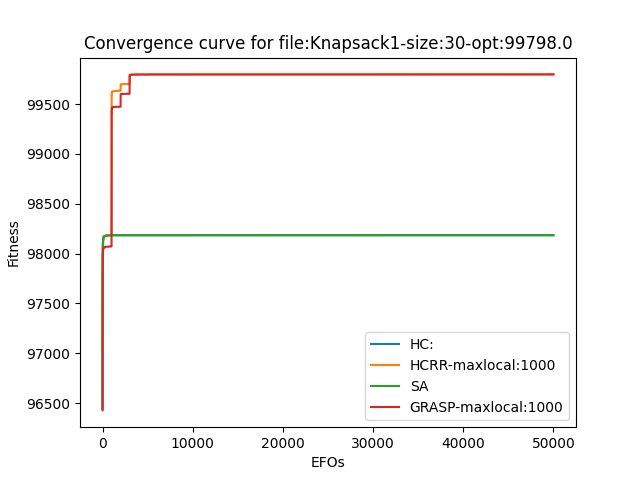 Convergence curve for file:Knapsack1-size:30-opt:99798.0
99500
99000
98500
98000
97500
97000
96500
Fitness
0
10000
20000
30000
40000
50000
EFOs
HC:
HCRR-maxlocal:1000
SA
GRASP-maxlocal:1000